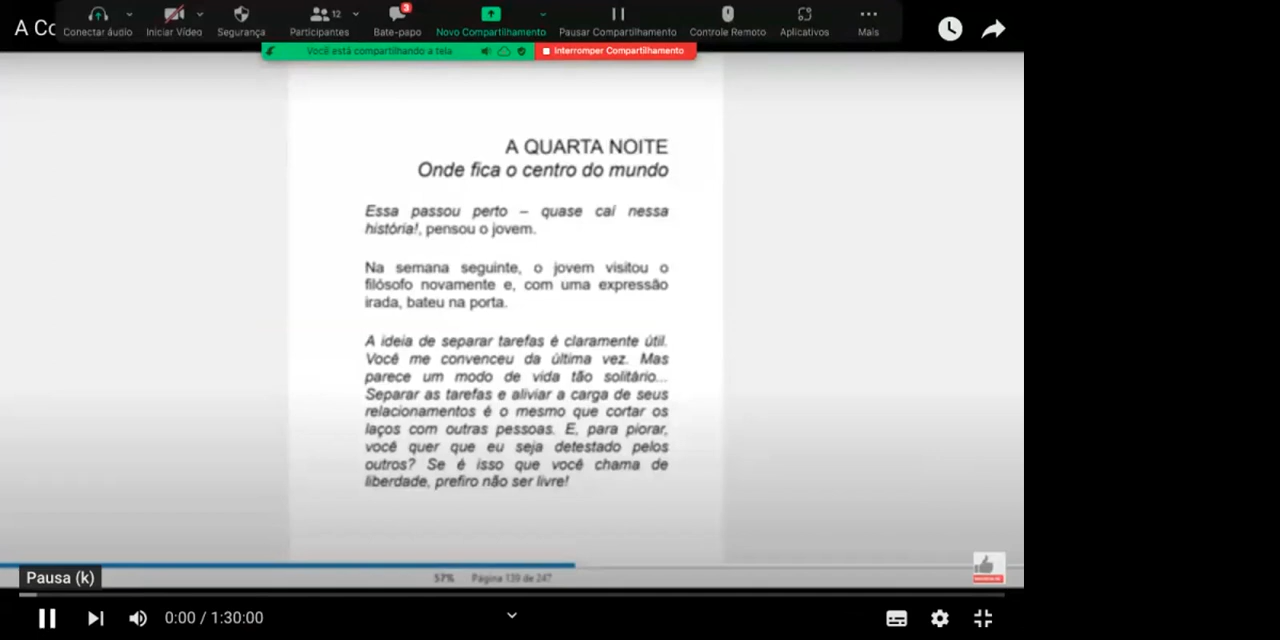 A Co
Conectar áudio
Iniciar Vídeo
Segurança
Participantes
12
Bate-papo
3
Novo Compartilhamento
Pausar Compartilhamento
Controle Remoto
Aplicativos
Mais
Você está compartilhando a tela
Interromper Compartilhamento
A QUARTA NOITE
Onde fica o centro do mundo
Essa passou perto – quase caí nessa
história!, pensou o jovem.
Na semana seguinte, o jovem visitou o
filósofo novamente e, com uma expressão
irada, bateu na porta.
A ideia de separar tarefas é claramente útil.
Você me convenceu da última vez. Mas
parece um modo de vida tão solitário...
Separar as tarefas e aliviar a carga de seus
relacionamentos é o mesmo que cortar os
laços com outras pessoas. E, para piorar,
você quer que eu seja detestado pelos
outros? Se é isso que você chama de
liberdade, prefiro não ser livre!
57% Página 139 de 247
Pausa (k)
0:00 / 1:30:00